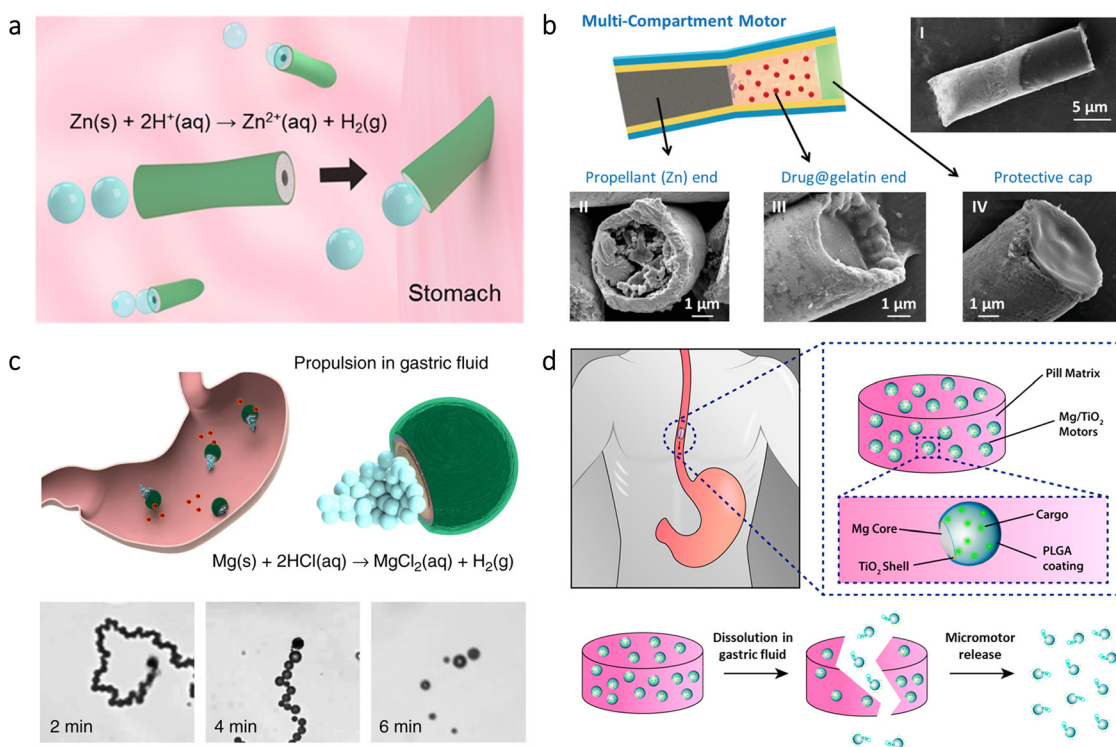 a
Zn(s) + 2H⁺(aq) → Zn²⁺(aq) + H₂(g)
Stomach
b
Multi-Compartment Motor
I
5 μm
Propellant (Zn) end
Drug@gelatin end
Protective cap
II
1 μm
III
1 μm
IV
1 μm
c
Propulsion in gastric fluid
Mg(s) + 2HCl(aq) → MgCl₂(aq) + H₂(g)
2 min
4 min
6 min
d
Pill Matrix
Mg/TiO₂
Motors
Mg Core
TiO₂ Shell
Cargo
PLGA
coating
Dissolution in
gastric fluid
Micromotor
release